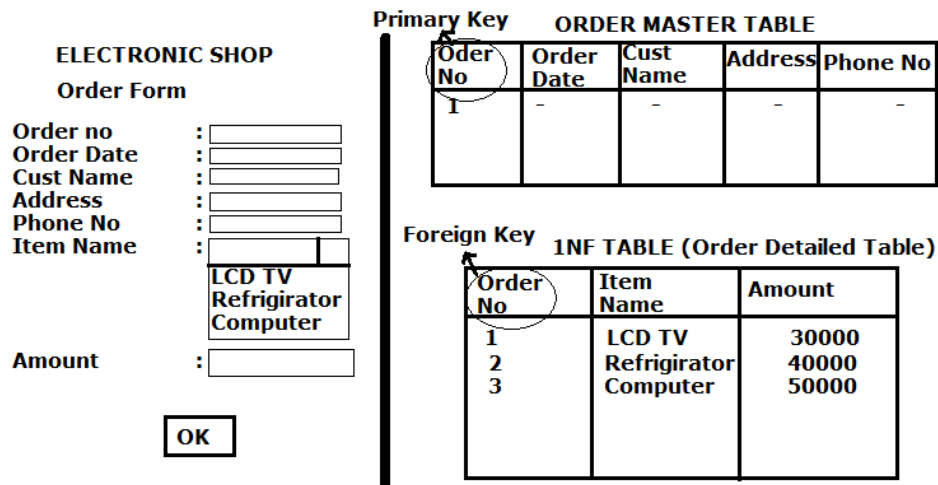 ELECTRONIC SHOP
Order Form
Order no :
Order Date :
Cust Name :
Address :
Phone No :
Item Name :
LCD TV
Refrigirator
Computer
Amount :
OK
Primary Key
ORDER MASTER TABLE
Oder No
Order Date
Cust Name
Address
Phone No
1 - - - -
Foreign Key
1NF TABLE (Order Detailed Table)
Order No
Item Name
Amount
1 LCD TV 30000
2 Refrigirator 40000
3 Computer 50000